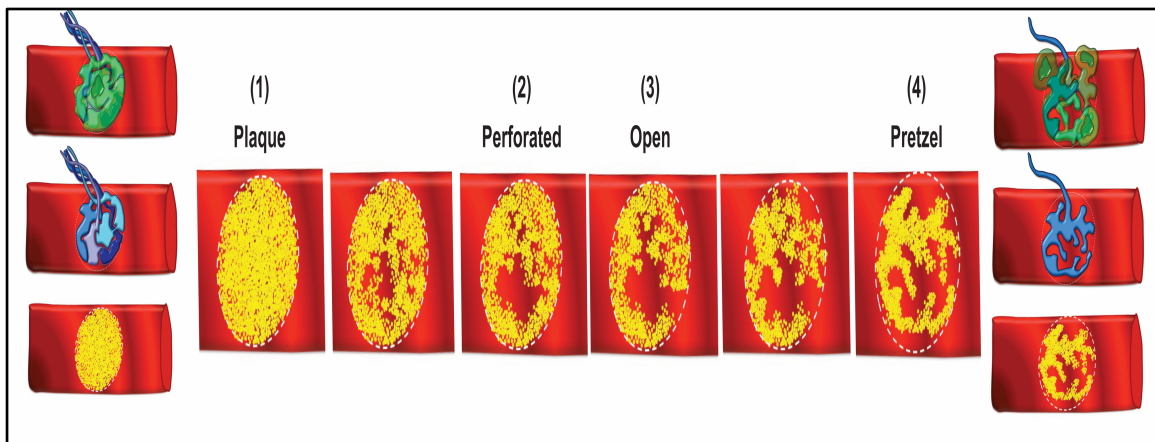 (1) (2) (3) (4)
Plaque Perforated Open Pretzel